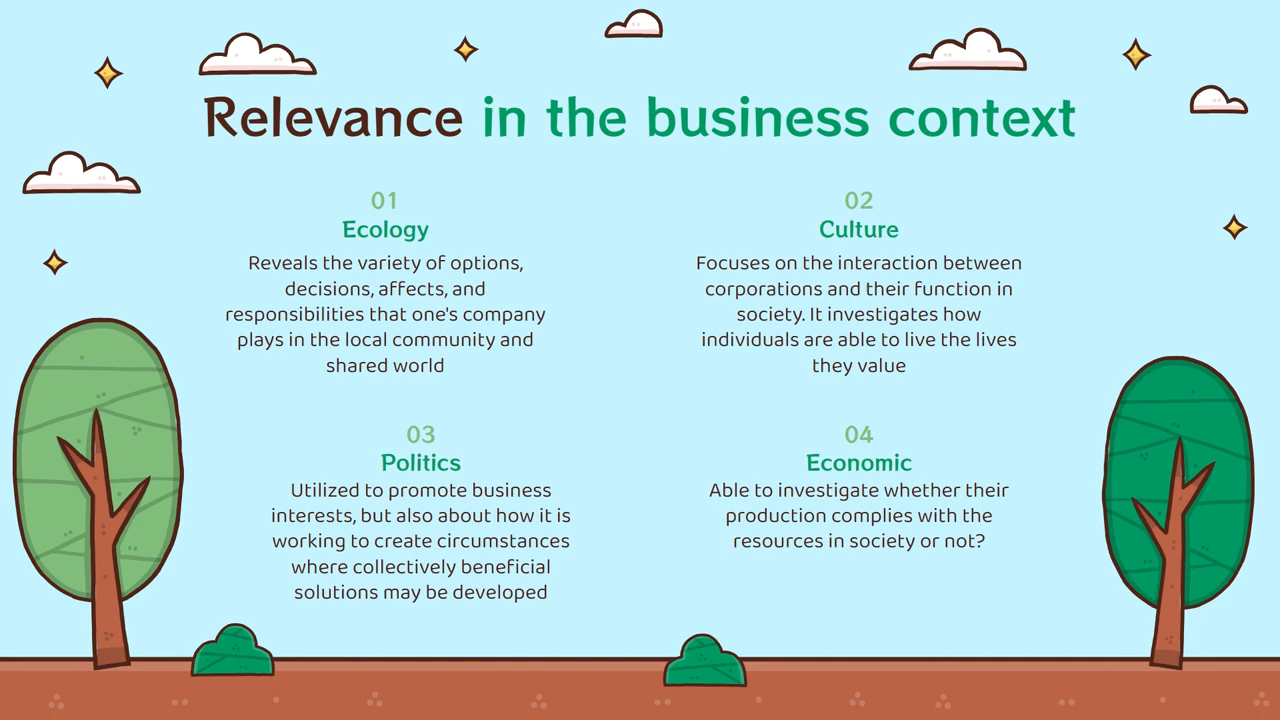 Relevance in the business context
01
Ecology
Reveals the variety of options,
decisions, affects, and
responsibilities that one's company
plays in the local community and
shared world
02
Culture
Focuses on the interaction between
corporations and their function in
society. It investigates how
individuals are able to live the lives
they value
03
Politics
Utilized to promote business
interests, but also about how it is
working to create circumstances
where collectively beneficial
solutions may be developed
04
Economic
Able to investigate whether their
production complies with the
resources in society or not?